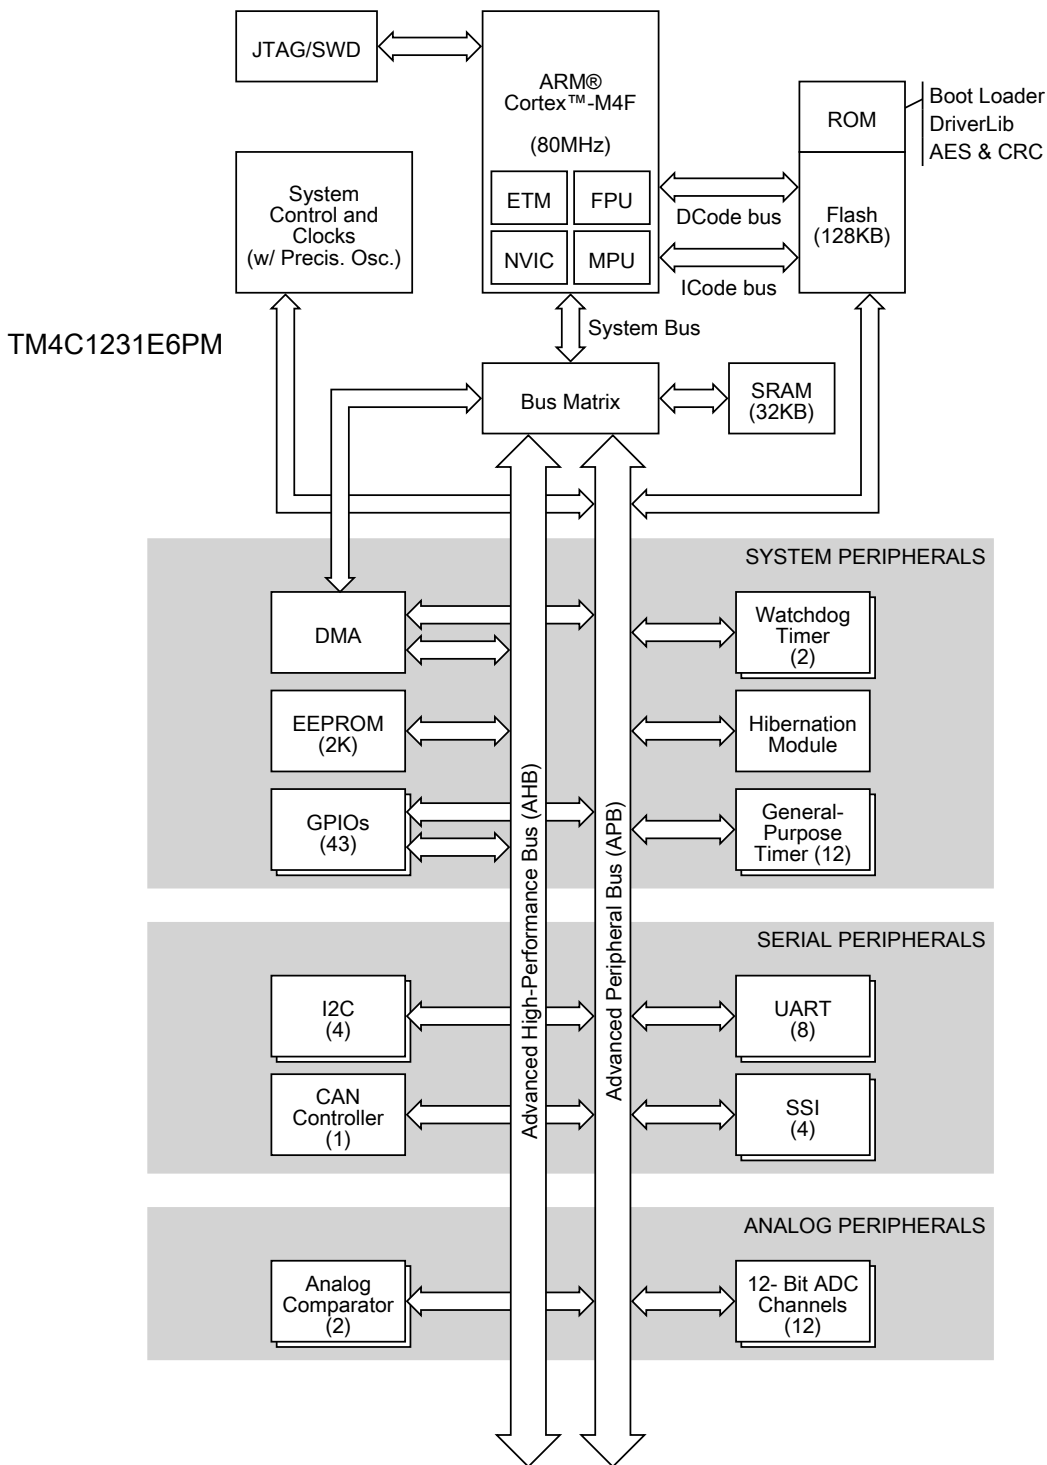 JTAG/SWD
ARM®
Cortex™-M4F
(80MHz)
ETM
FPU
NVIC
MPU
ROM
Boot Loader
DriverLib
AES & CRC
Flash
(128KB)
DCode bus
ICode bus
System
Control and
Clocks
(w/ Precis. Osc.)
TM4C1231E6PM
System Bus
Bus Matrix
SRAM
(32KB)
SYSTEM PERIPHERALS
DMA
Watchdog
Timer
(2)
EEPROM
(2K)
Hibernation
Module
GPIOs
(43)
General-
Purpose
Timer (12)
Advanced High-Performance Bus (AHB)
Advanced Peripheral Bus (APB)
SERIAL PERIPHERALS
I2C
(4)
UART
(8)
CAN
Controller
(1)
SSI
(4)
ANALOG PERIPHERALS
Analog
Comparator
(2)
12- Bit ADC
Channels
(12)